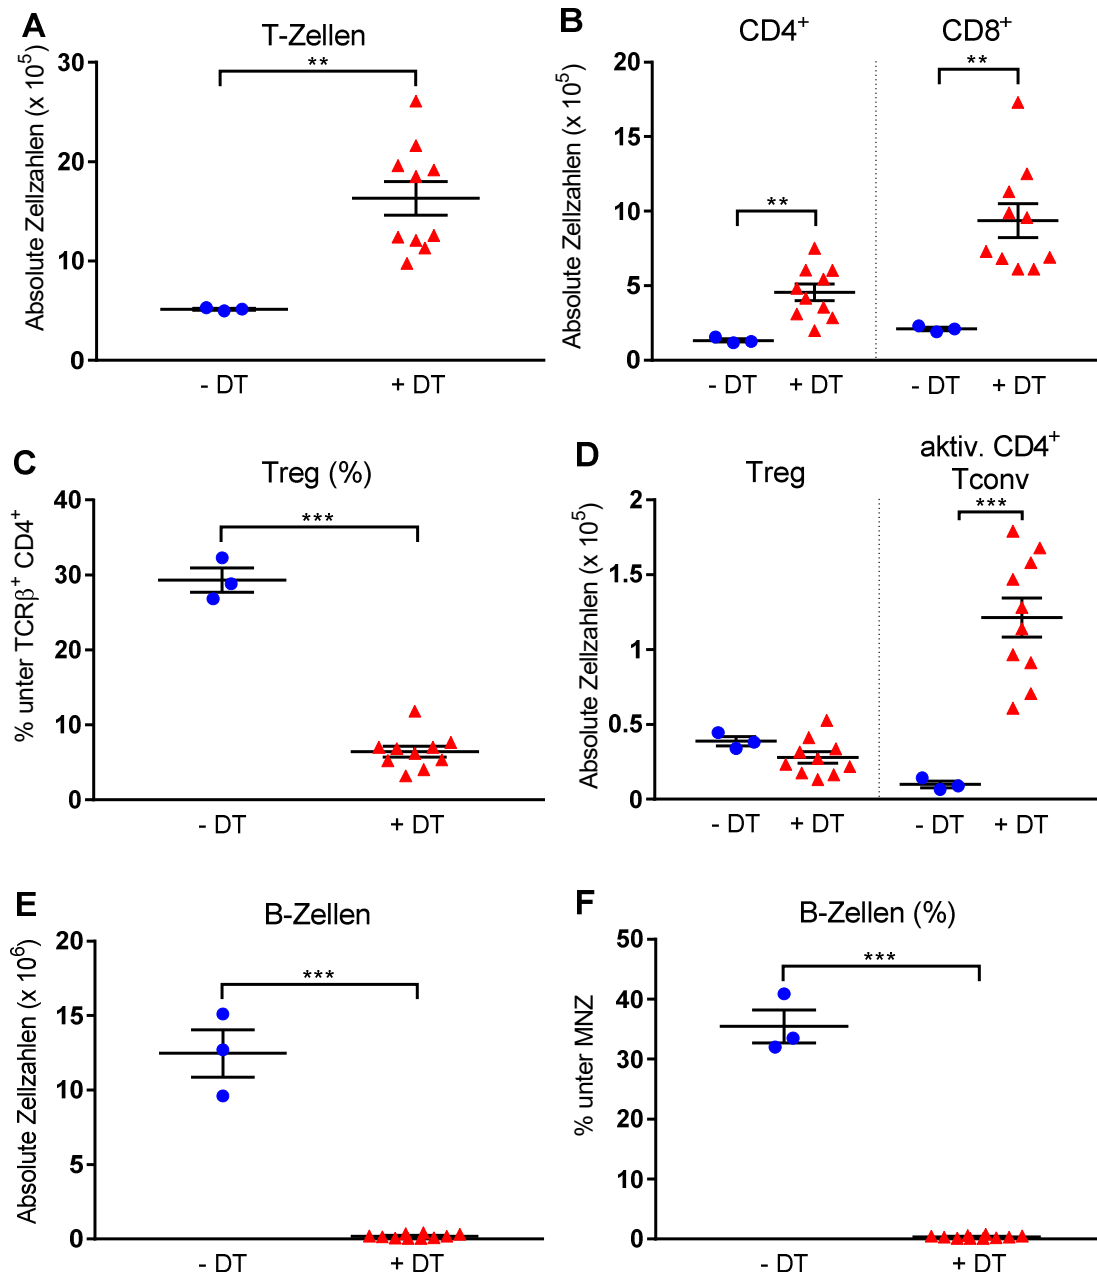 A
T-Zellen
Absolute Zellzahlen (x 10⁵)
30
20
10
0
**
- DT
+ DT
B
CD4⁺
CD8⁺
Absolute Zellzahlen (x 10⁵)
20
15
10
5
0
**
**
- DT
+ DT
- DT
+ DT
C
Treg (%)
% unter TCRβ⁺ CD4⁺
40
30
20
10
0
***
- DT
+ DT
D
Treg
aktiv. CD4⁺
Tconv
Absolute Zellzahlen (x 10⁵)
2
1.5
1
0.5
0
***
- DT
+ DT
- DT
+ DT
E
B-Zellen
Absolute Zellzahlen (x 10⁶)
20
15
10
5
0
***
- DT
+ DT
F
B-Zellen (%)
% unter MNZ
50
40
30
20
10
0
***
- DT
+ DT